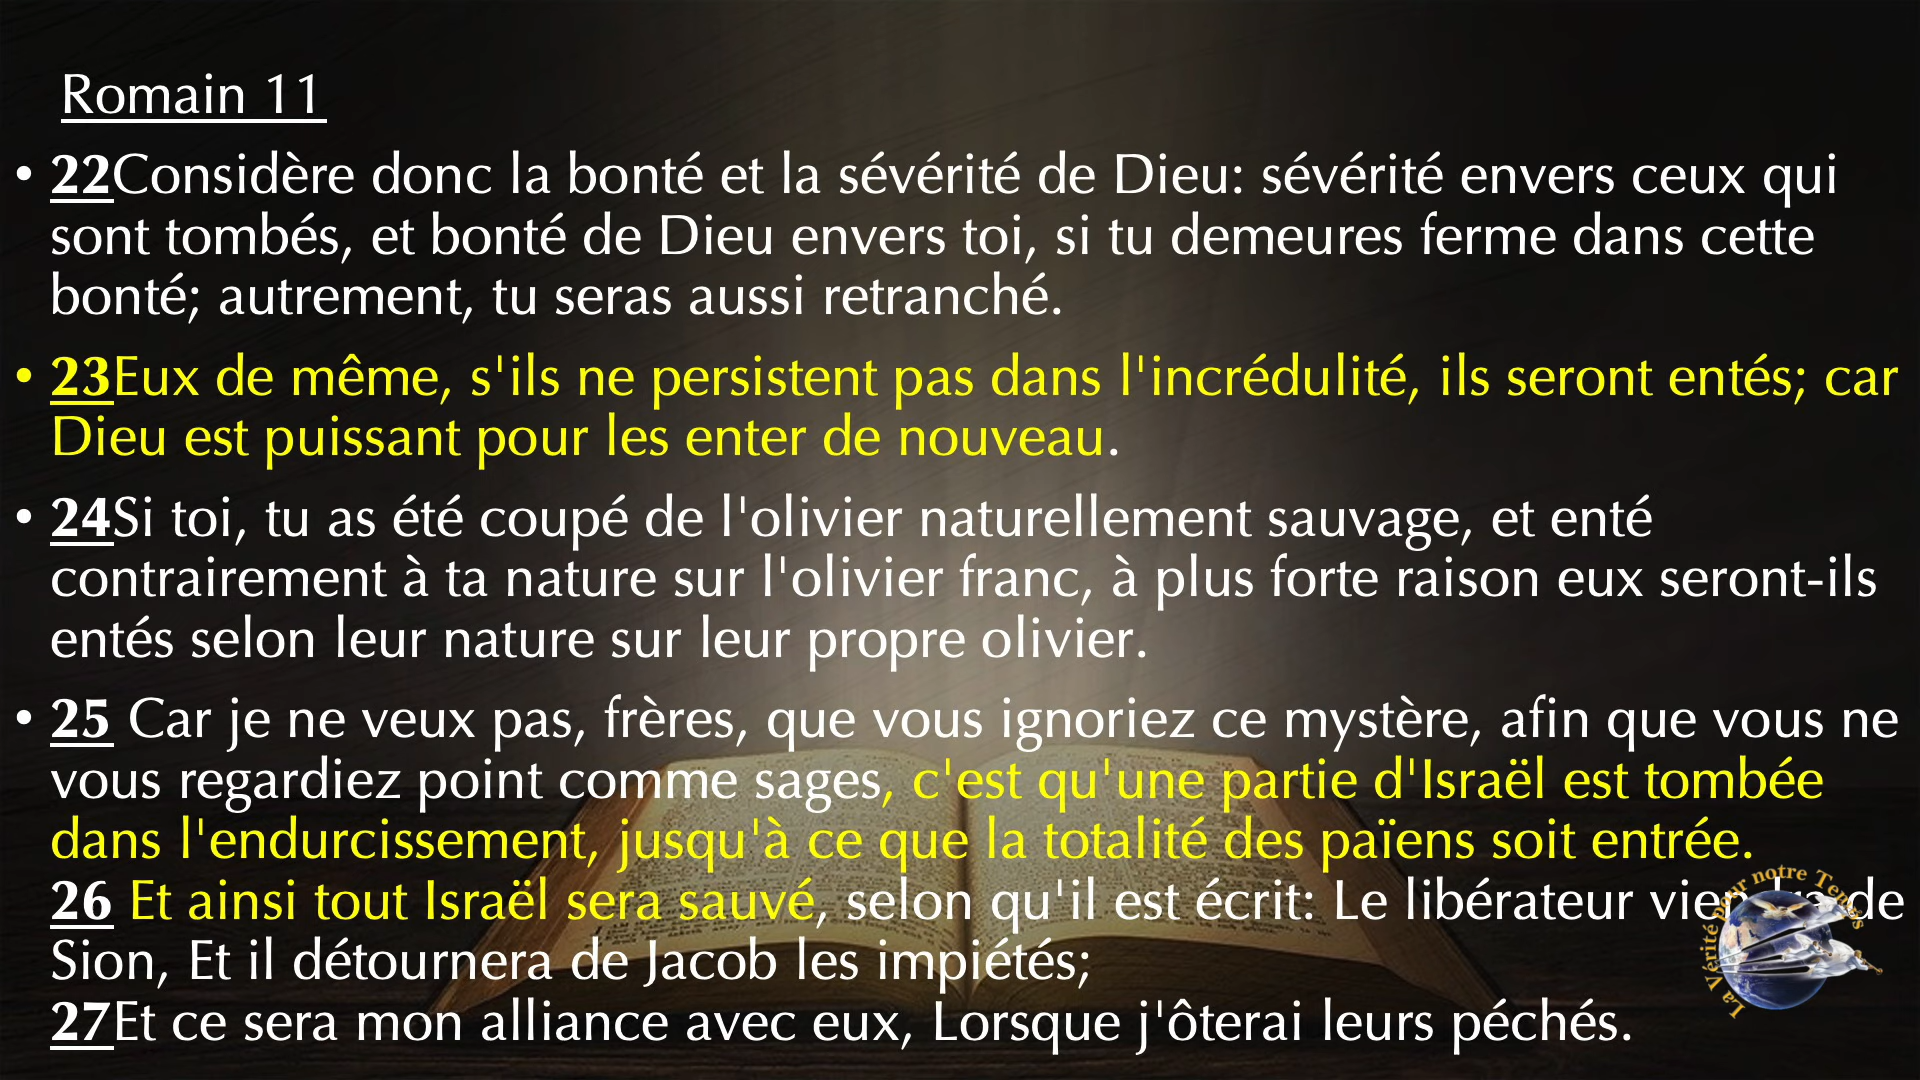 Romain 11
• 22Considère donc la bonté et la sévérité de Dieu: sévérité envers ceux qui
sont tombés, et bonté de Dieu envers toi, si tu demeures ferme dans cette
bonté; autrement, tu seras aussi retranché.
• 23Eux de même, s'ils ne persistent pas dans l'incrédulité, ils seront entés; car
Dieu est puissant pour les enter de nouveau.
• 24Si toi, tu as été coupé de l'olivier naturellement sauvage, et enté
contrairement à ta nature sur l'olivier franc, à plus forte raison eux seront-ils
entés selon leur nature sur leur propre olivier.
• 25 Car je ne veux pas, frères, que vous ignoriez ce mystère, afin que vous ne
vous regardiez point comme sages, c'est qu'une partie d'Israël est tombée
dans l'endurcissement, jusqu'à ce que la totalité des païens soit entrée.
26 Et ainsi tout Israël sera sauvé, selon qu'il est écrit: Le libérateur viendra de
Sion, Et il détournera de Jacob les impiétés;
27Et ce sera mon alliance avec eux, Lorsque j'ôterai leurs péchés.
La Vérité pour notre Temps